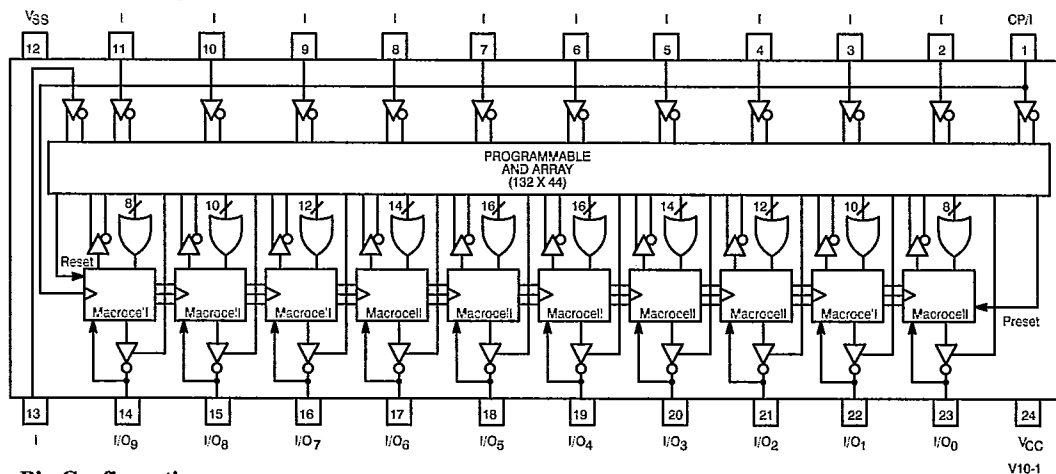 VSS I I I I I I I I I I CP/I
12 11 10 9 8 7 6 5 4 3 2 1
PROGRAMMABLE
AND ARRAY
(132 X 44)
8 10 12 14 16 16 14 12 10 8
Reset
Macrocell Macrocell Macrocell Macrocell Macrocell Macrocell Macrocell Macrocell Macrocell Macrocell
Preset
13 14 15 16 17 18 19 20 21 22 23 24
I I/O9 I/O8 I/O7 I/O6 I/O5 I/O4 I/O3 I/O2 I/O1 I/O0 VCC
V10-1